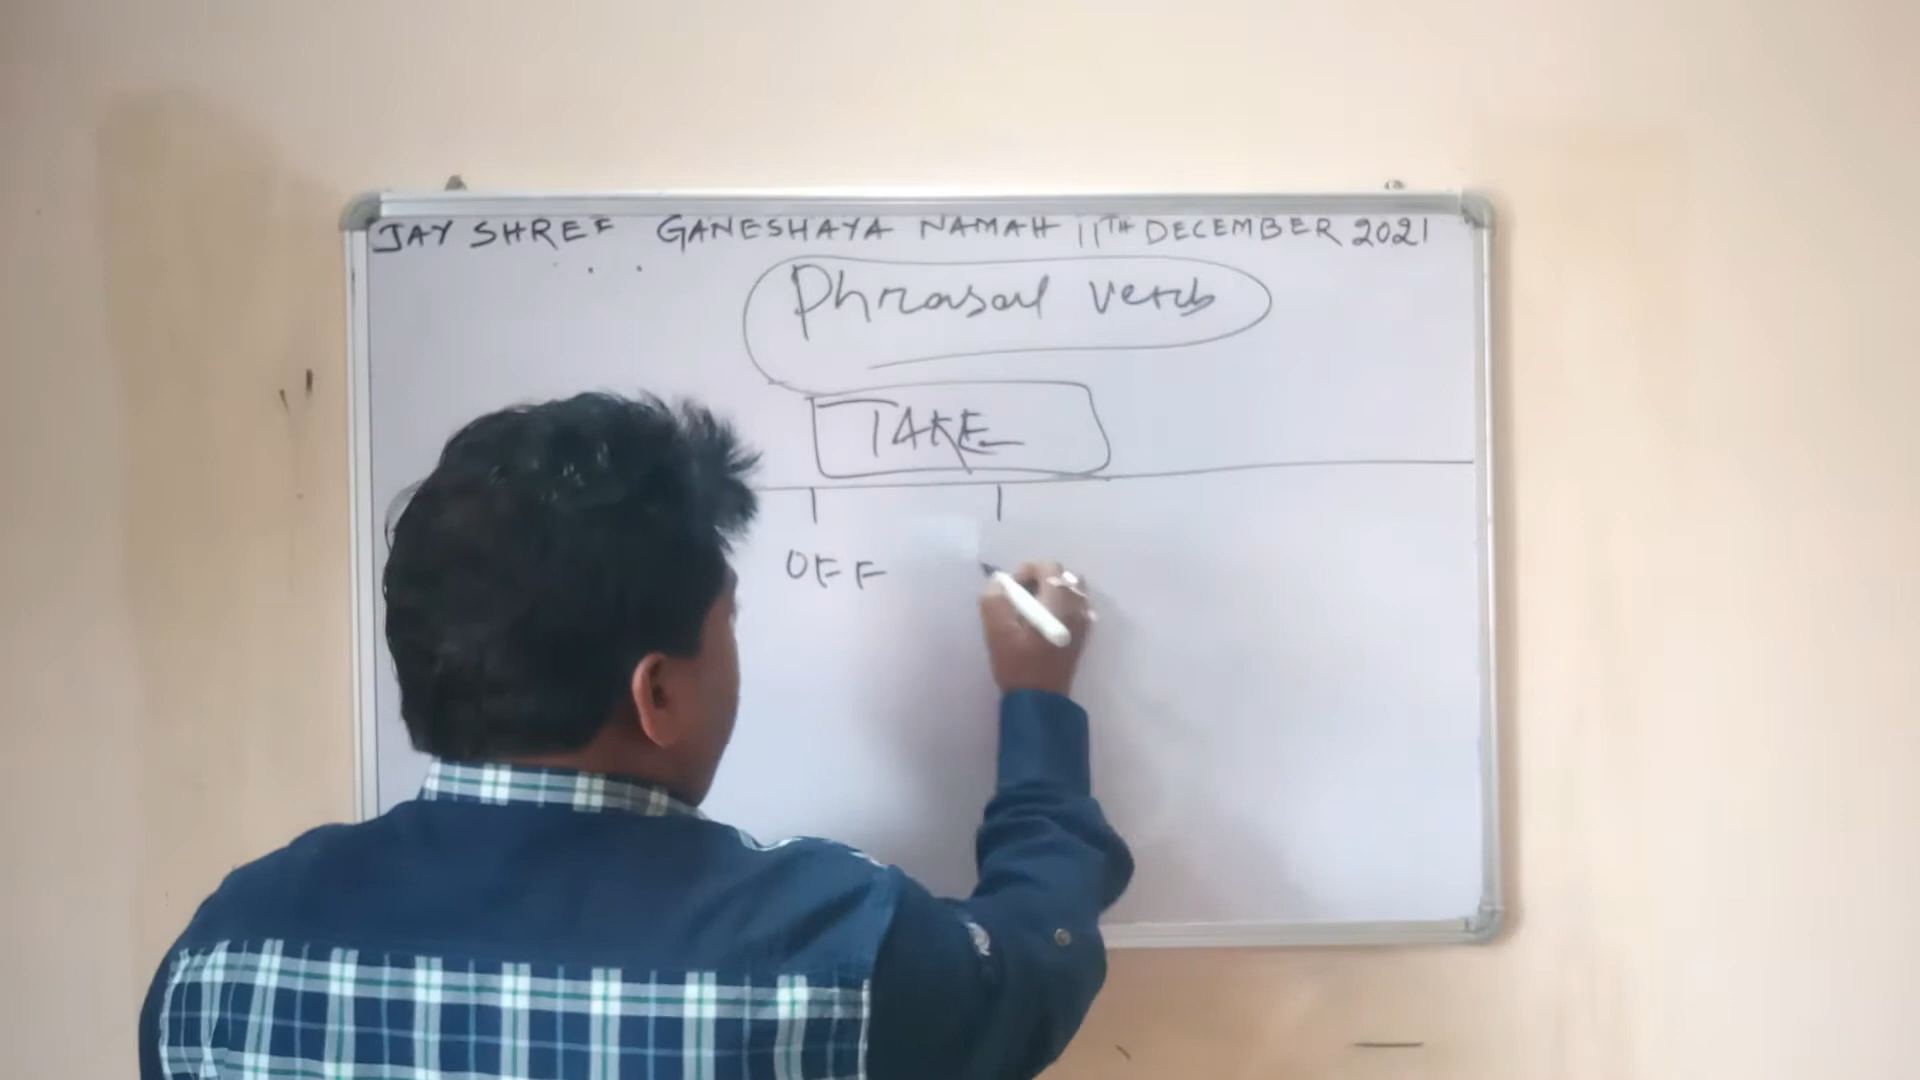 JAY SHREE GANESHAYA NAMAH 11TH DECEMBER 2021
Phrasal verb
TAKE
OFF